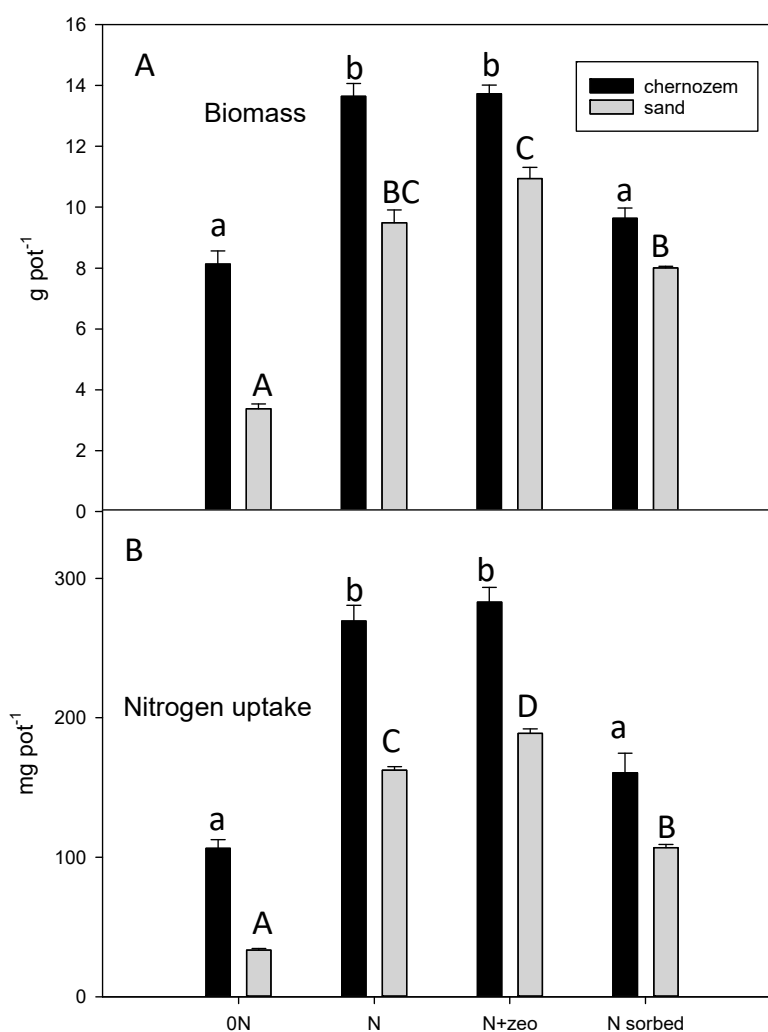 16
14
12
10
8
6
4
2
0
g pot-1
A
Biomass
chernozem
sand
a
A
b
BC
b
C
a
B
300
200
100
0
mg pot-1
B
Nitrogen uptake
a
A
b
C
b
D
a
B
0N
N
N+zeo
N sorbed